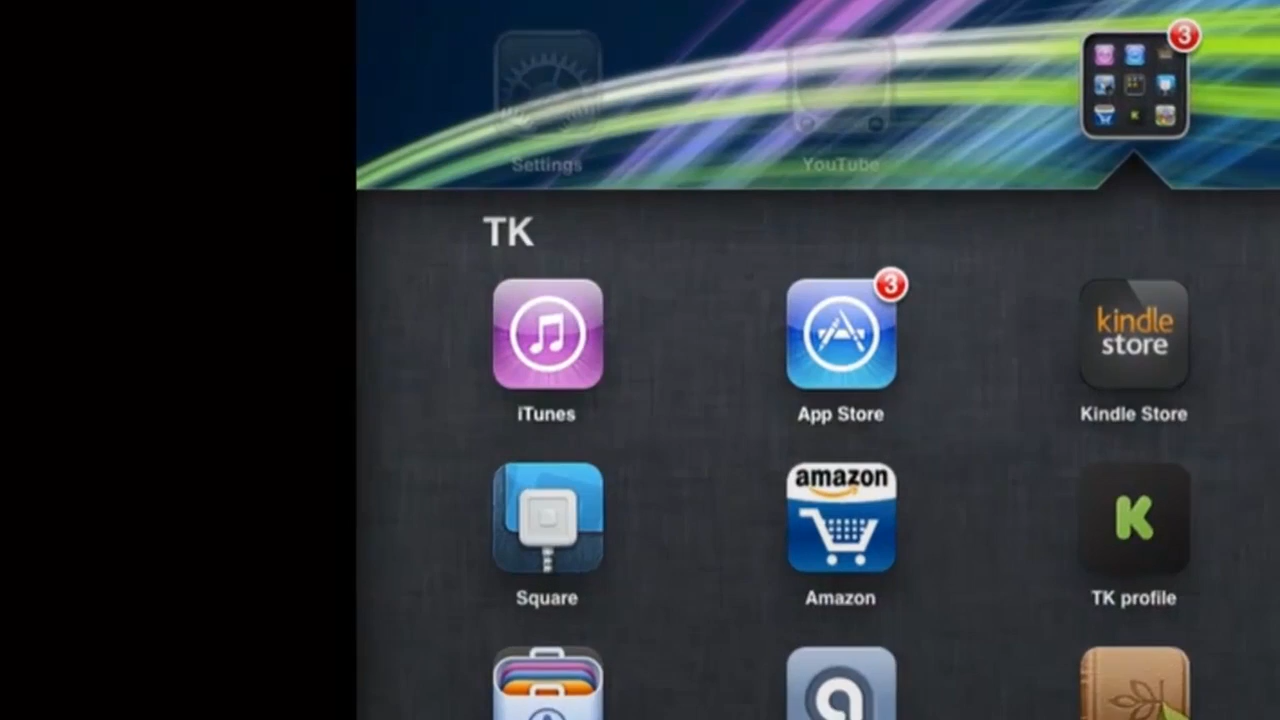 3
Settings
YouTube
TK
3
kindle
store
iTunes
App Store
Kindle Store
amazon
K
Square
Amazon
TK profile
a